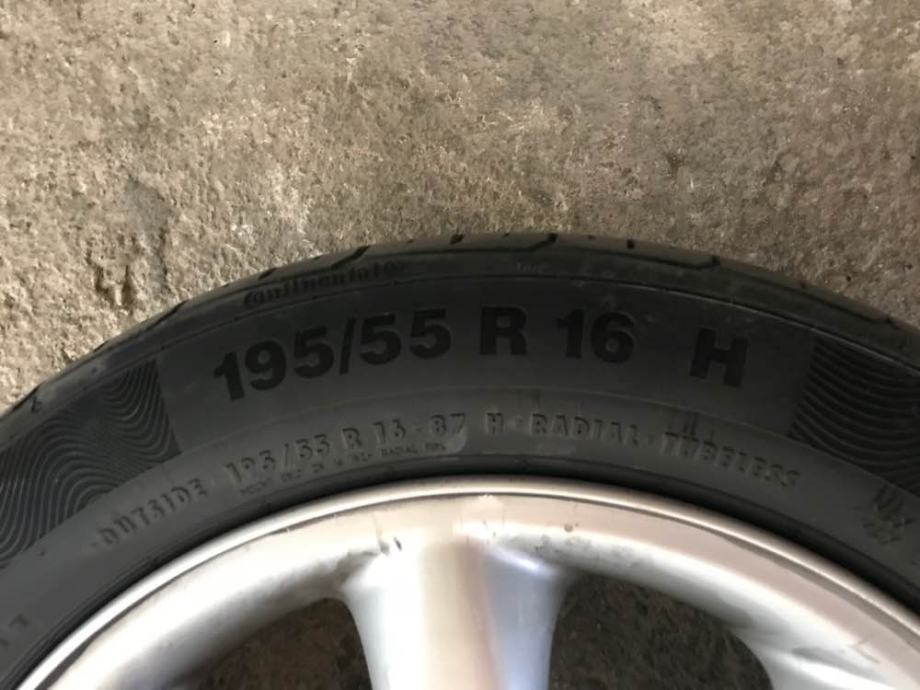 Continental
195/55 R 16 H
OUTSIDE 195/55 R 16 - 87 H · RADIAL TUBELESS